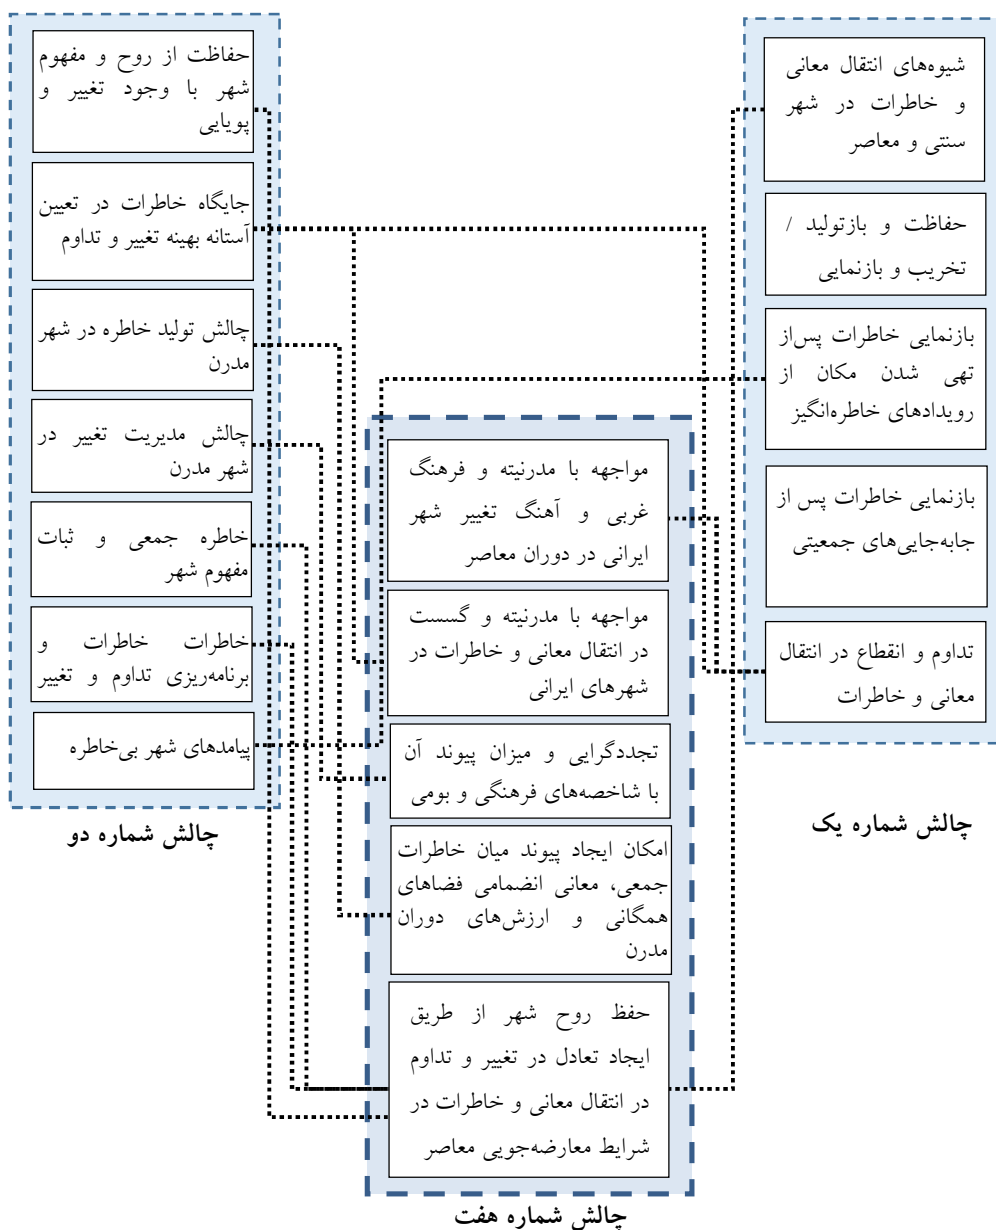 شیوه‌های انتقال معانی
و خاطرات در شهر
سنتی و معاصر
حفاظت و بازتولید /
تخریب و بازنمایی
بازنمایی خاطرات پس‌از
تهی شدن مکان از
رویدادهای خاطره‌انگیز
بازنمایی خاطرات پس از
جابه‌جایی‌های جمعیتی
تداوم و انقطاع در انتقال
معانی و خاطرات
چالش شماره یک
حفاظت از روح و مفهوم
شهر با وجود تغییر و
پویایی
جایگاه خاطرات در تعیین
آستانه بهینه تغییر و تداوم
چالش تولید خاطره در شهر
مدرن
چالش مدیریت تغییر در
شهر مدرن
خاطره جمعی و ثبات
مفهوم شهر
خاطرات خاطرات و
برنامه‌ریزی تداوم و تغییر
پیامدهای شهر بی‌خاطره
چالش شماره دو
مواجهه با مدرنیته و فرهنگ
غربی و آهنگ تغییر شهر
ایرانی در دوران معاصر
مواجهه با مدرنیته و گسست
در انتقال معانی و خاطرات در
شهرهای ایرانی
تجددگرایی و میزان پیوند آن
با شاخصه‌های فرهنگی و بومی
امکان ایجاد پیوند میان خاطرات
جمعی، معانی انضمامی فضاهای
همگانی و ارزش‌های دوران
مدرن
حفظ روح شهر از طریق
ایجاد تعادل در تغییر و تداوم
در انتقال معانی و خاطرات در
شرایط معارضه‌جویی معاصر
چالش شماره هفت